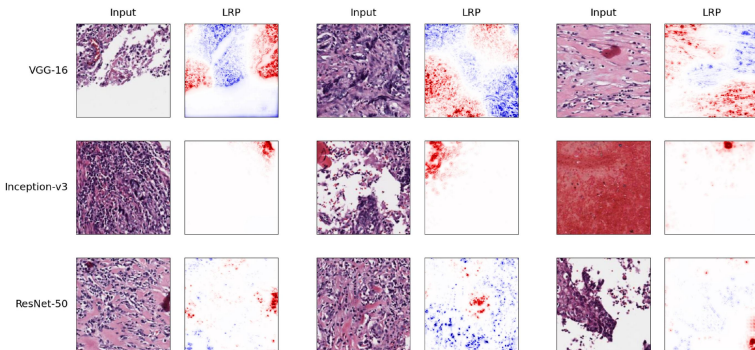 Input LRP Input LRP Input LRP
VGG-16
Inception-v3
ResNet-50